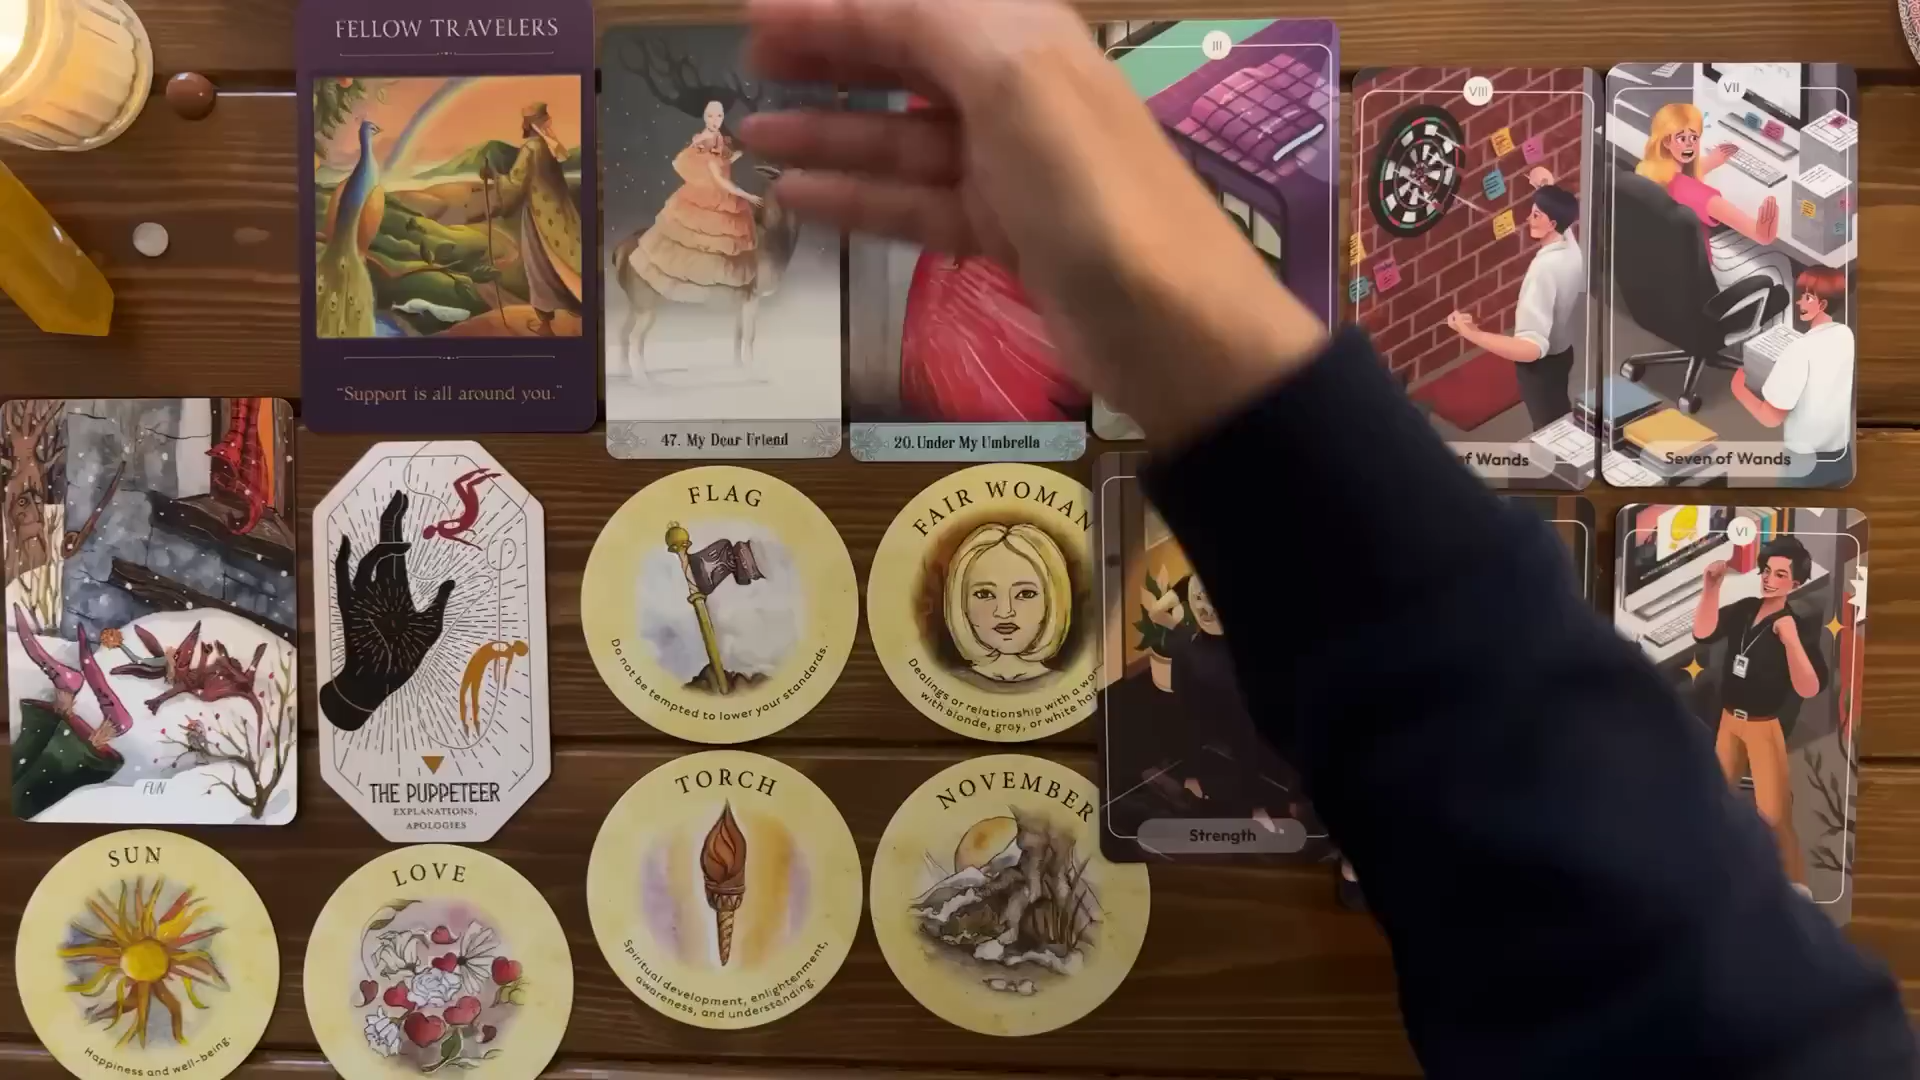 FELLOW TRAVELERS
"Support is all around you."
47. My Dear Friend
20. Under My Umbrella
III
VIII
of Wands
VII
Seven of Wands
FUN
THE PUPPETEER
EXPLANATIONS,
APOLOGIES
FLAG
Do not be tempted to lower your standards.
FAIR WOMAN
Dealings or relationship with a
with blonde, gray, or white
Strength
VI
SUN
Happiness and well-being.
LOVE
TORCH
Spiritual development, enlightenment,
awareness, and understanding.
NOVEMBER